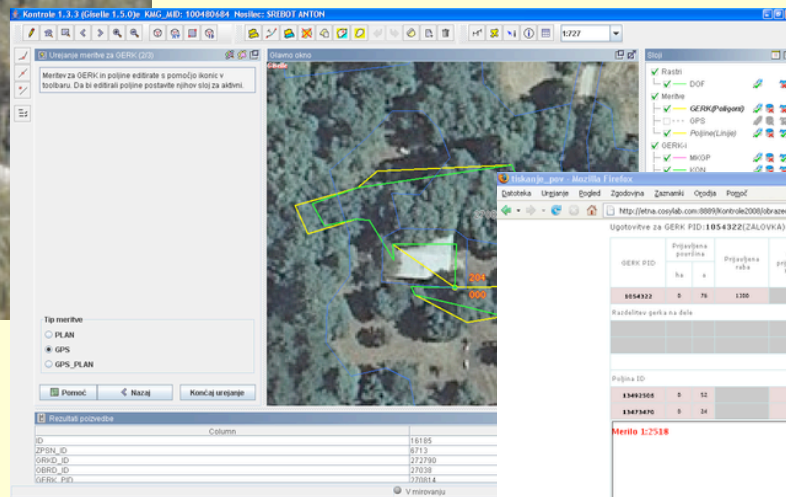 Kontrole 1.3.3 (Giselle 1.5.0)e KMG_MID: 100480684 Nosilec: SREBOT ANTON
1:727
Urejanje meritve za GERK (2/3)
Glavno okno
Sloji
Giselle
Meritev za GERK in poljine editirate s pomočjo ikonic v
toolbaru. Da bi editirali poljine postavite njihov sloj za aktivni.
Rastri
DOF
Meritve
GERK(Poligoni)
GPS
Poljine(Linije)
GERK-i
MKGP
KON
204
000
Tip meritve
PLAN
GPS
GPS_PLAN
Pomoč
Nazaj
Končaj urejanje
Rezultati poizvedbe
Column
ID 16185
ZPSN_ID 6713
GRKD_ID 272790
OBRD_ID 27038
GERK_PID 270814
V mirovanju
tiskanje_pov - Mozilla Firefox
Datoteka Urejanje Pogled Zgodovina Zaznamki Orodja Pomoč
http://etna.cosylab.com:8889/Kontrole2008/obrazec
Ugotovitve za GERK PID:1054322(ZALOVKA)
GERK PID
Prijavljena
površina
Prijavljena
raba
ha a
1054322 0 76 1300
Razdelitev gerka na dele
Poljina ID
13492505 0 52
13473470 0 24
Merilo 1:2518